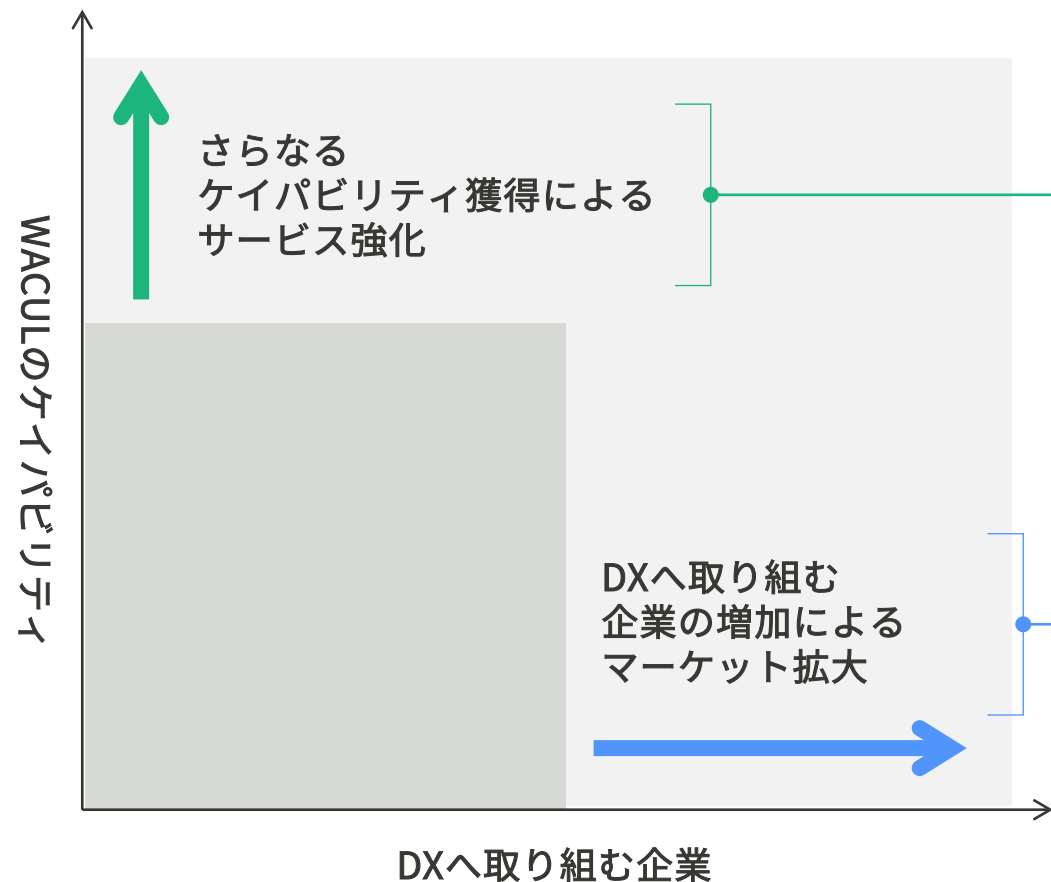 さらなる
ケイパビリティ獲得による
サービス強化
WACULのケイパビリティ
DXへ取り組む
企業の増加による
マーケット拡大
DXへ取り組む企業